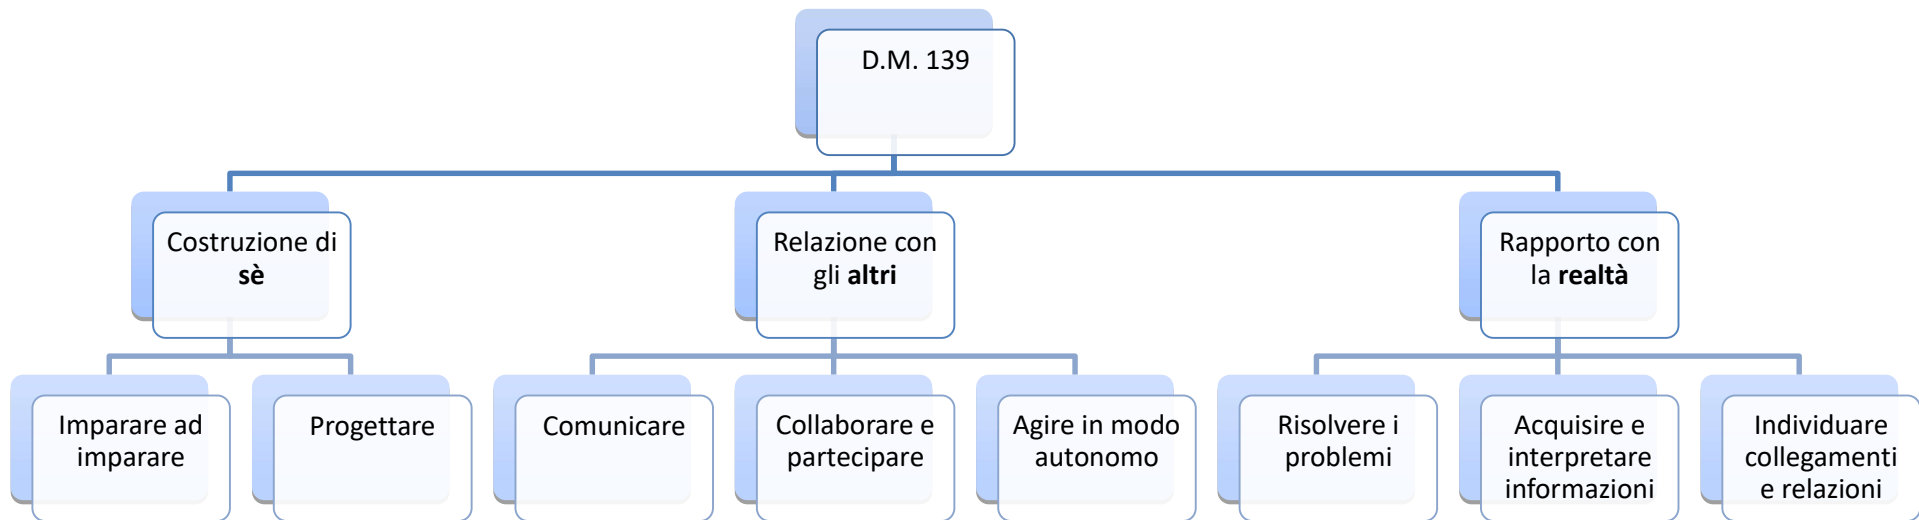 D.M. 139
Costruzione di
sè
Relazione con
gli altri
Rapporto con
la realtà
Imparare ad
imparare
Progettare
Comunicare
Collaborare e
partecipare
Agire in modo
autonomo
Risolvere i
problemi
Acquisire e
interpretare
informazioni
Individuare
collegamenti
e relazioni